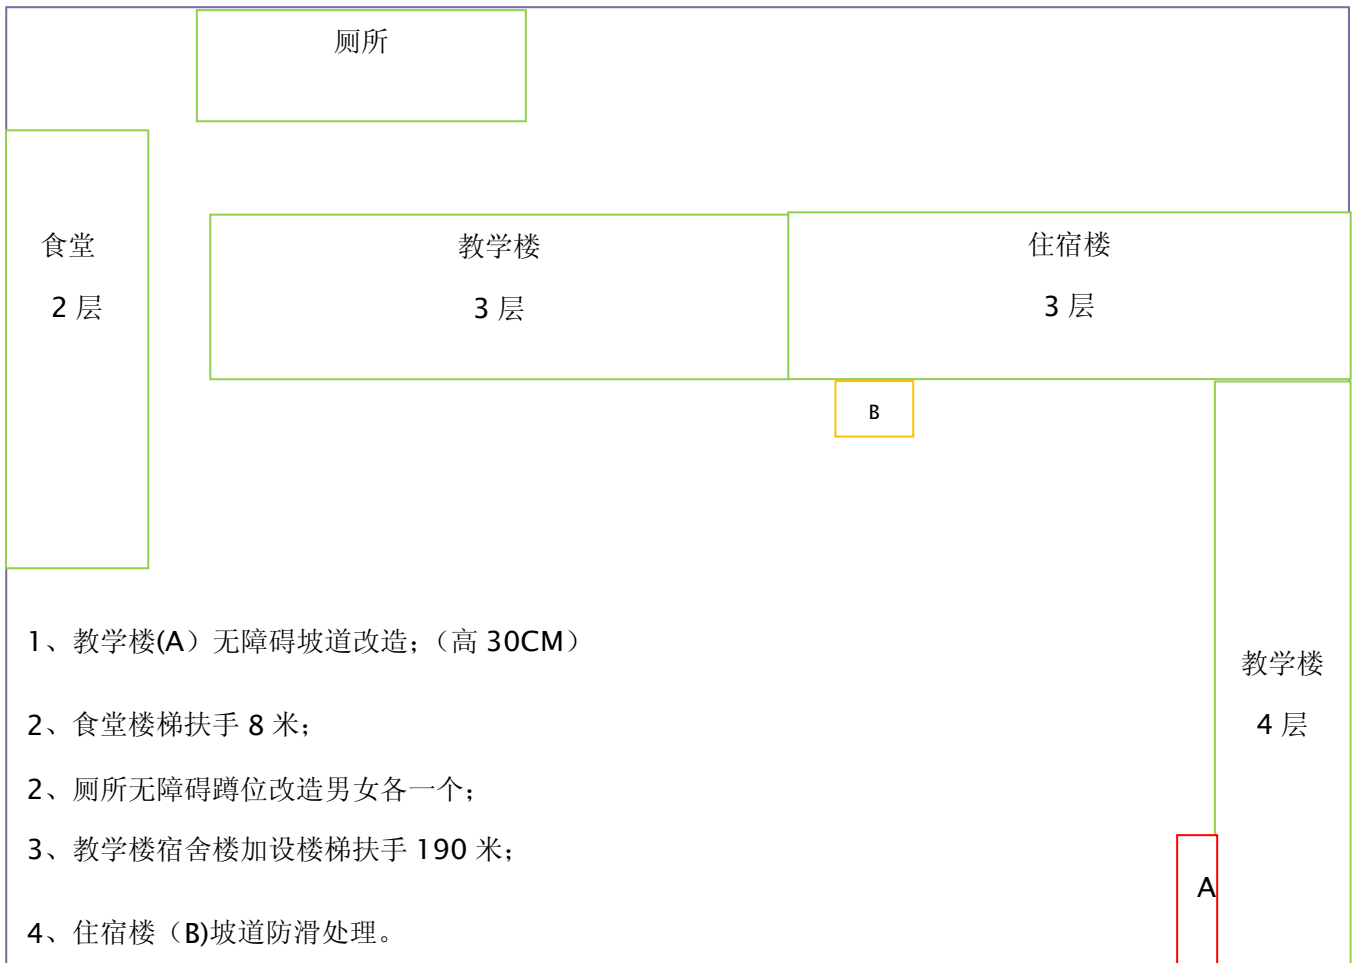 厕所
食堂
2 层
教学楼
3 层
住宿楼
3 层
B
1、教学楼(A）无障碍坡道改造；（高 30CM）
2、食堂楼梯扶手 8 米；
2、厕所无障碍蹲位改造男女各一个；
3、教学楼宿舍楼加设楼梯扶手 190 米；
4、住宿楼（B)坡道防滑处理。
教学楼
4 层
A